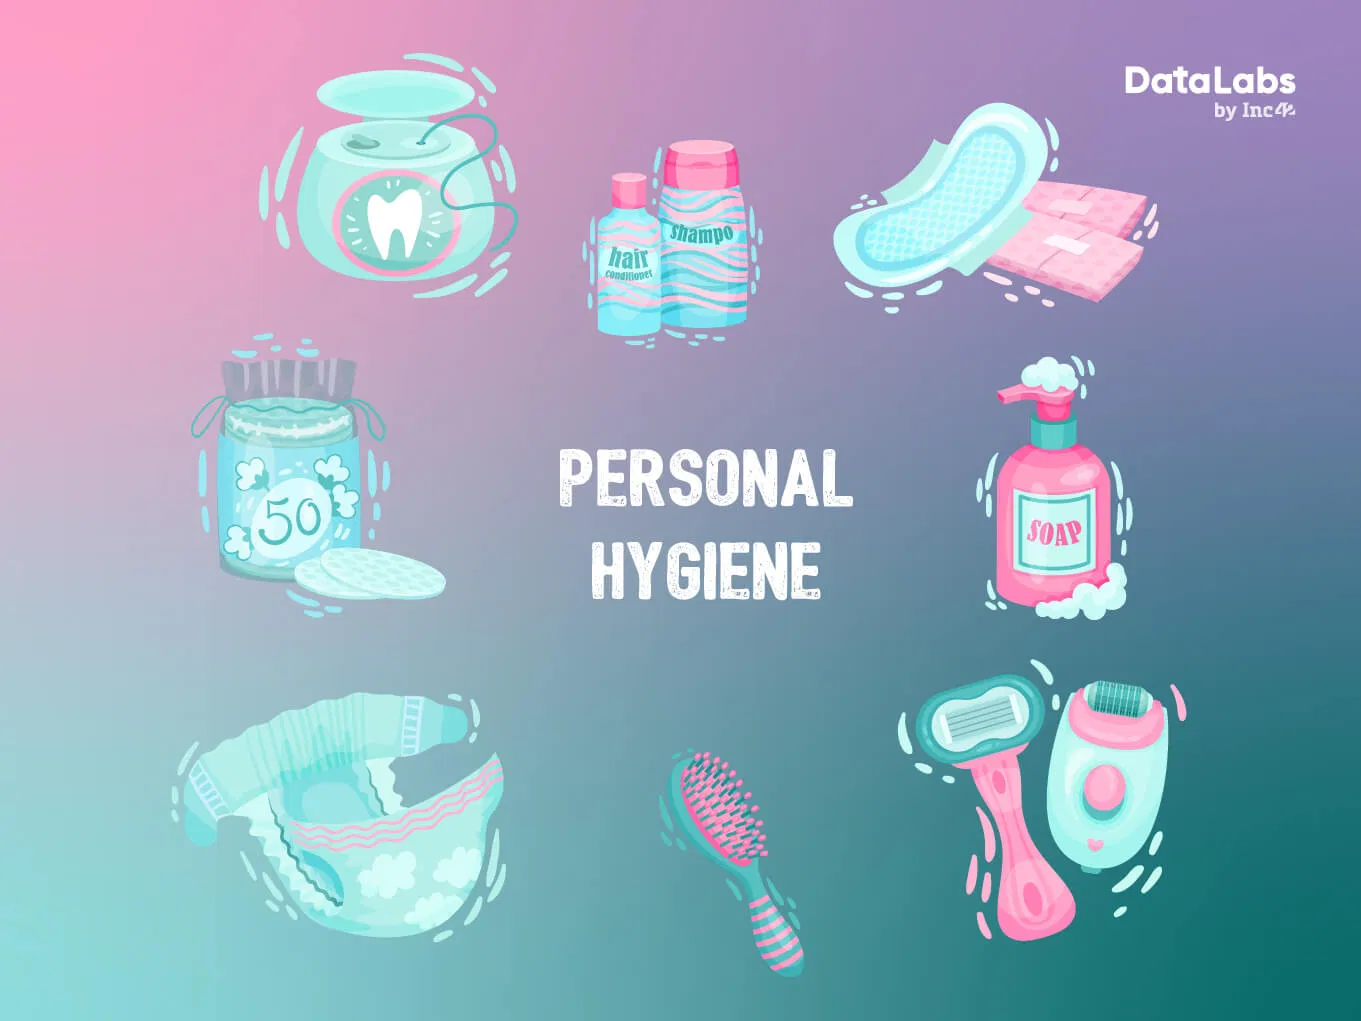 DataLabs
by Inc42
shampo
hair
conditioner
50
PERSONAL
HYGIENE
SOAP